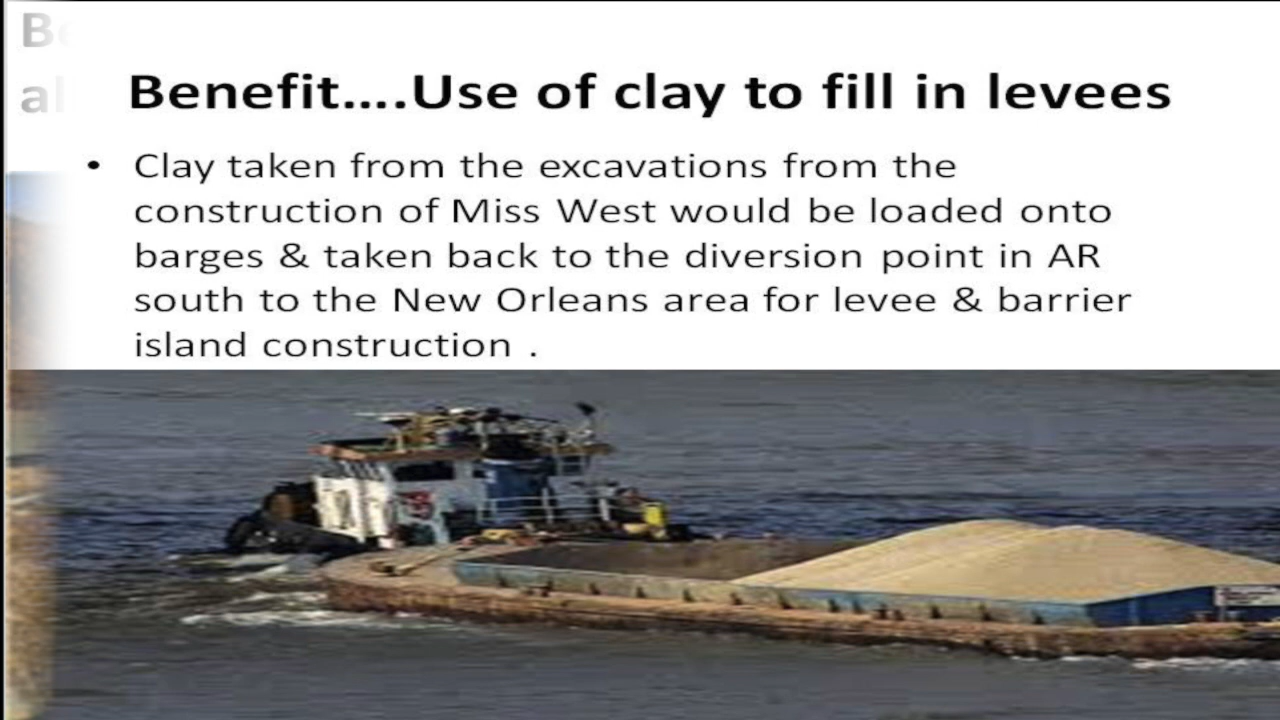 Benefit....Use of clay to fill in levees
• Clay taken from the excavations from the
construction of Miss West would be loaded onto
barges & taken back to the diversion point in AR
south to the New Orleans area for levee & barrier
island construction .